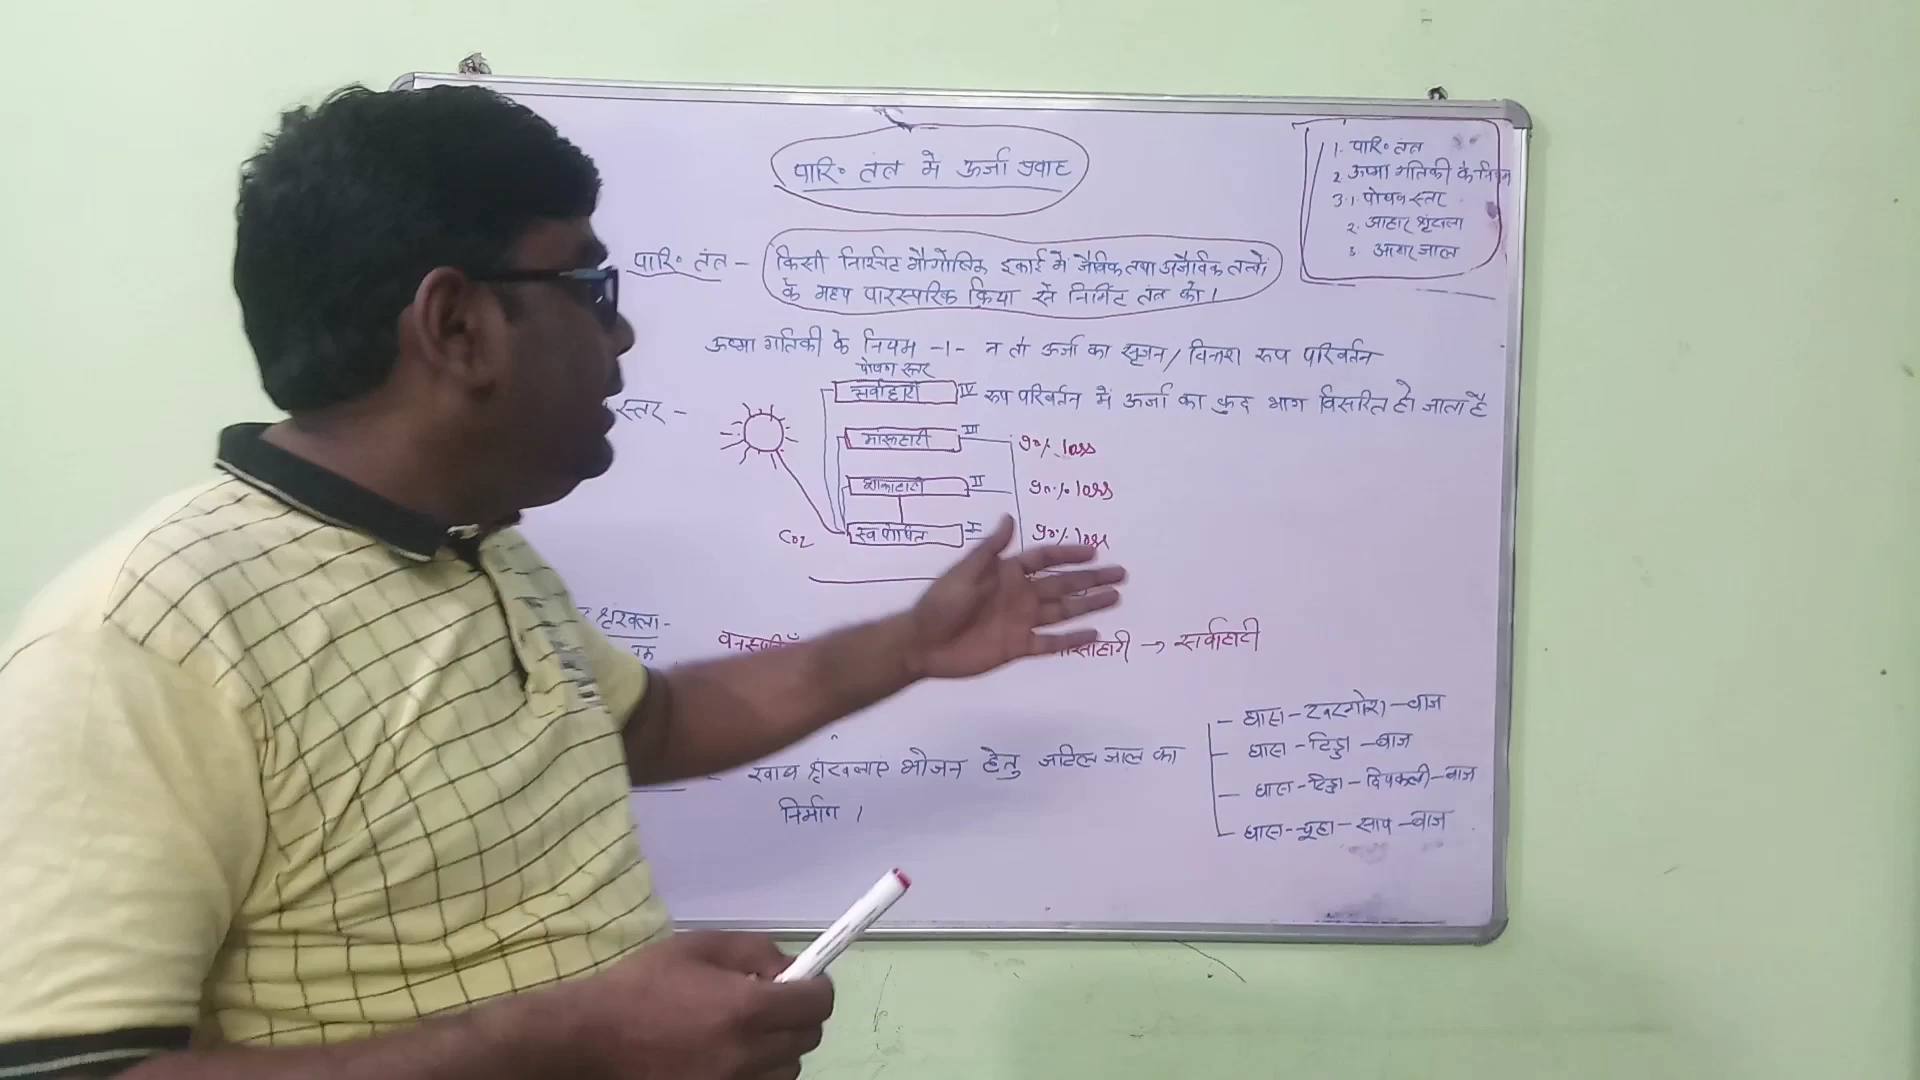 पारि॰ तंत्र में ऊर्जा प्रवाह
1. पारि॰ तंत्र
2. ऊष्मा गतिकी के नियम
3.1. पोषण स्तर
2. आहार श्रृंखला
3. आहार जाल
पारि॰ तंत्र – किसी निश्चित भौगोलिक इकाई में जैविक तथा अजैविक तत्वों
के मध्य पारस्परिक क्रिया से निर्मित तंत्र को।
ऊष्मा गतिकी के नियम -1- न तो ऊर्जा का सृजन/विनाश रूप परिवर्तन
रूप परिवर्तन में ऊर्जा का कुछ भाग विसरित हो जाता है
स्तर –
पोषण स्तर
सर्वाहारी IV
मांसाहारी III 90% loss
शाकाहारी II 90% loss
CO2 स्वपोषित I 90% loss
श्रृंखला-
→ सर्वाहारी
– खाद्य श्रृंखलाए भोजन हेतु जटिल जाल का
निर्माण।
– घास – खरगोश – बाज
– घास – टिड्डा – बाज
– घास – टिड्डा – छिपकली – बाज
– घास – चूहा – साप – बाज